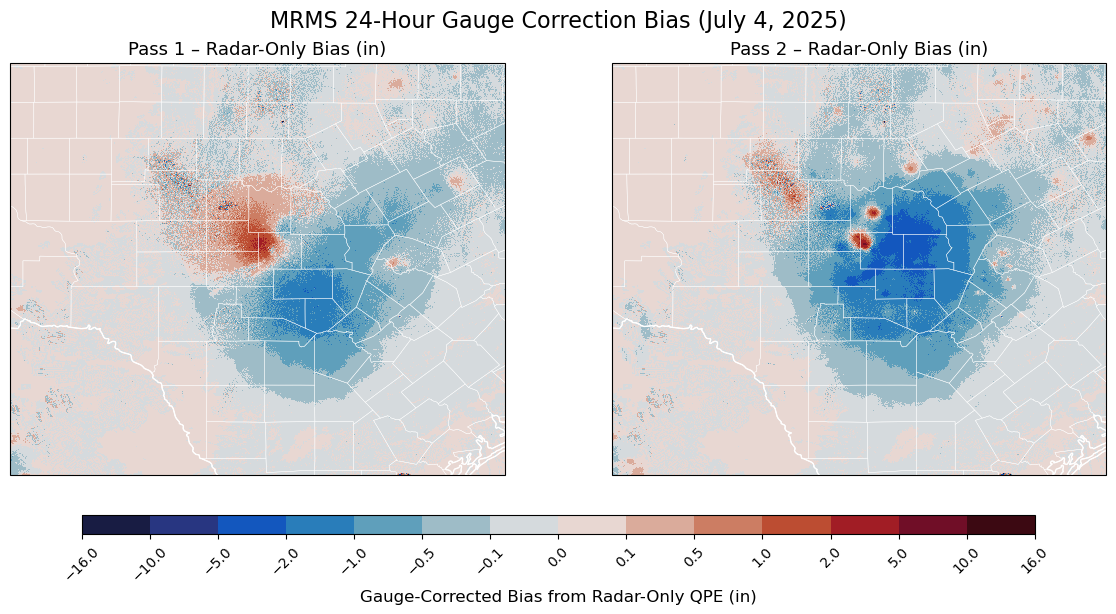 MRMS 24-Hour Gauge Correction Bias (July 4, 2025)
Pass 1 – Radar-Only Bias (in)
Pass 2 – Radar-Only Bias (in)
−16.0 −10.0 −5.0 −2.0 −1.0 −0.5 −0.1 0.0 0.1 0.5 1.0 2.0 5.0 10.0 16.0
Gauge-Corrected Bias from Radar-Only QPE (in)